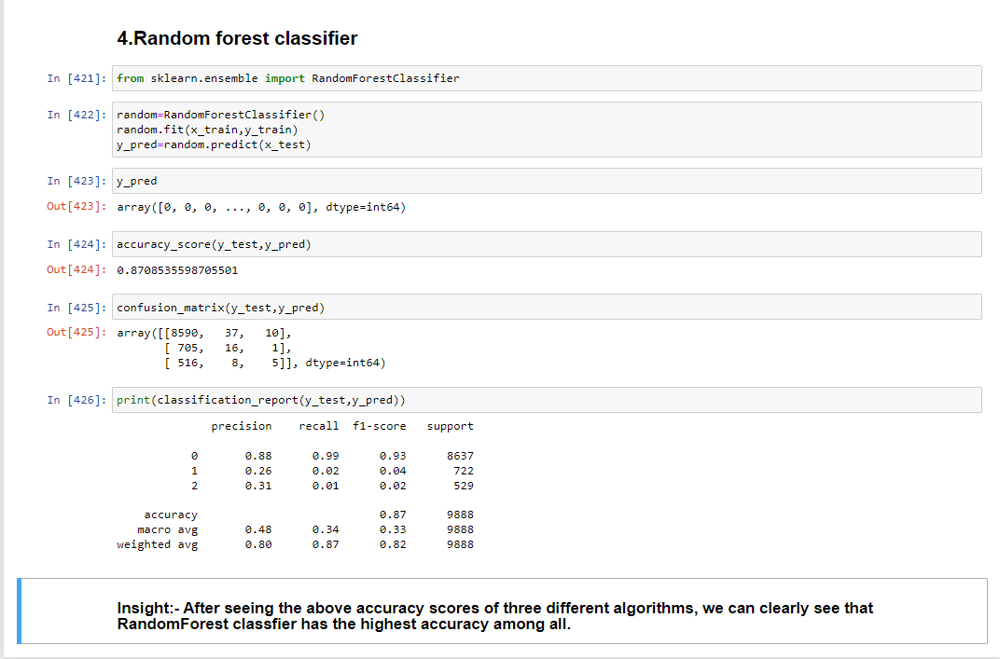 4.Random forest classifier
In [421]: from sklearn.ensemble import RandomForestClassifier
In [422]: random=RandomForestClassifier()
random.fit(x_train,y_train)
y_pred=random.predict(x_test)
In [423]: y_pred
Out[423]: array([0, 0, 0, ..., 0, 0, 0], dtype=int64)
In [424]: accuracy_score(y_test,y_pred)
Out[424]: 0.8708535598705501
In [425]: confusion_matrix(y_test,y_pred)
Out[425]: array([[8590, 37, 10],
[ 705, 16, 1],
[ 516, 8, 5]], dtype=int64)
In [426]: print(classification_report(y_test,y_pred))
precision recall f1-score support
0 0.88 0.99 0.93 8637
1 0.26 0.02 0.04 722
2 0.31 0.01 0.02 529
accuracy 0.87 9888
macro avg 0.48 0.34 0.33 9888
weighted avg 0.80 0.87 0.82 9888
Insight:- After seeing the above accuracy scores of three different algorithms, we can clearly see that
RandomForest classfier has the highest accuracy among all.